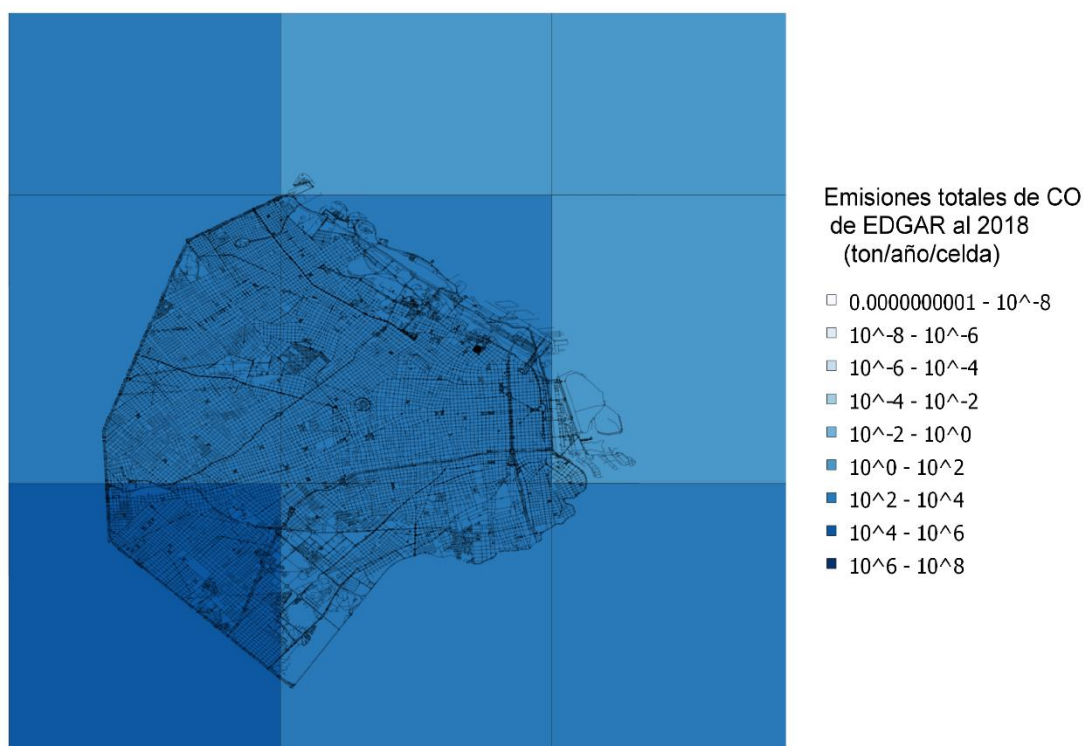 Emisiones totales de CO
de EDGAR al 2018
(ton/año/celda)
0.0000000001 - 10^-8
10^-8 - 10^-6
10^-6 - 10^-4
10^-4 - 10^-2
10^-2 - 10^0
10^0 - 10^2
10^2 - 10^4
10^4 - 10^6
10^6 - 10^8